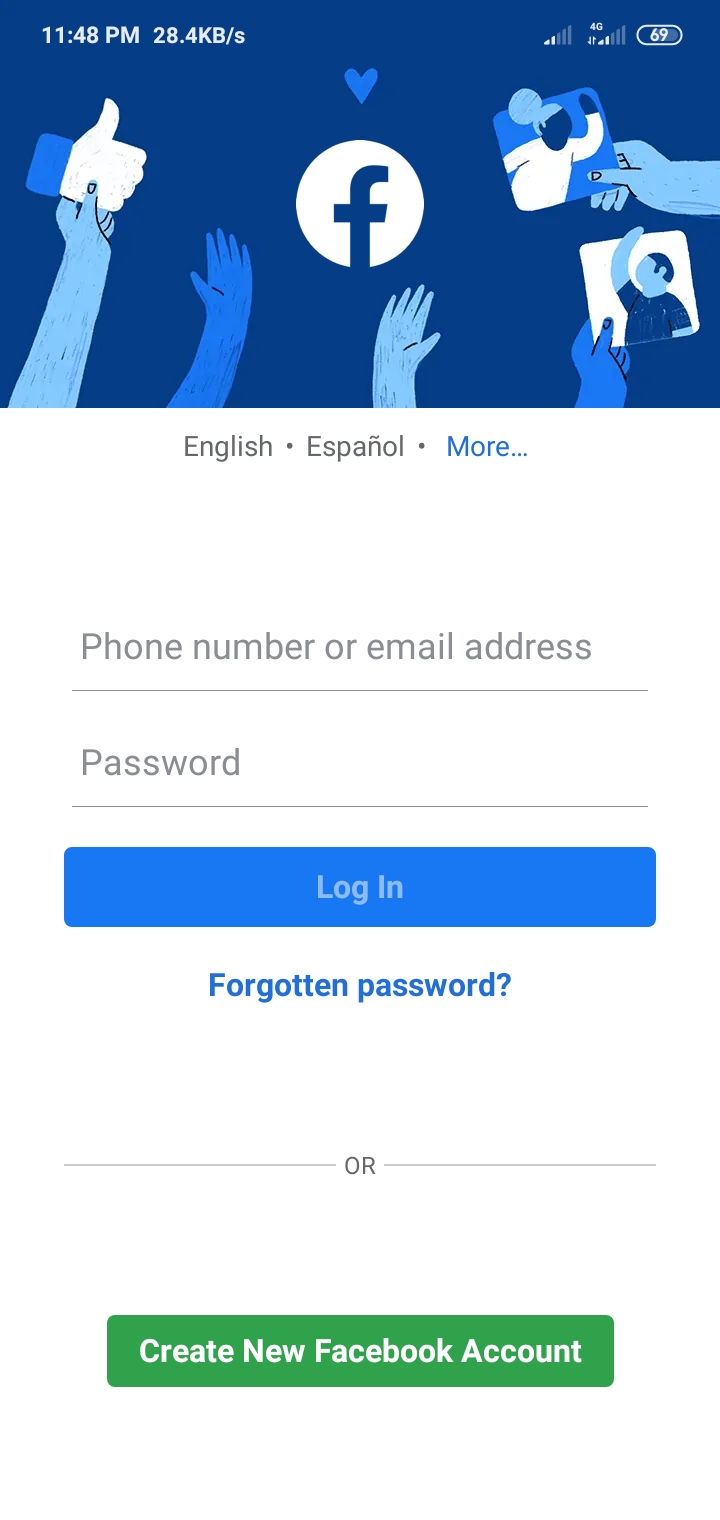 11:48 PM 28.4KB/s 4G 69
f
English • Español • More...
Phone number or email address
Password
Log In
Forgotten password?
OR
Create New Facebook Account